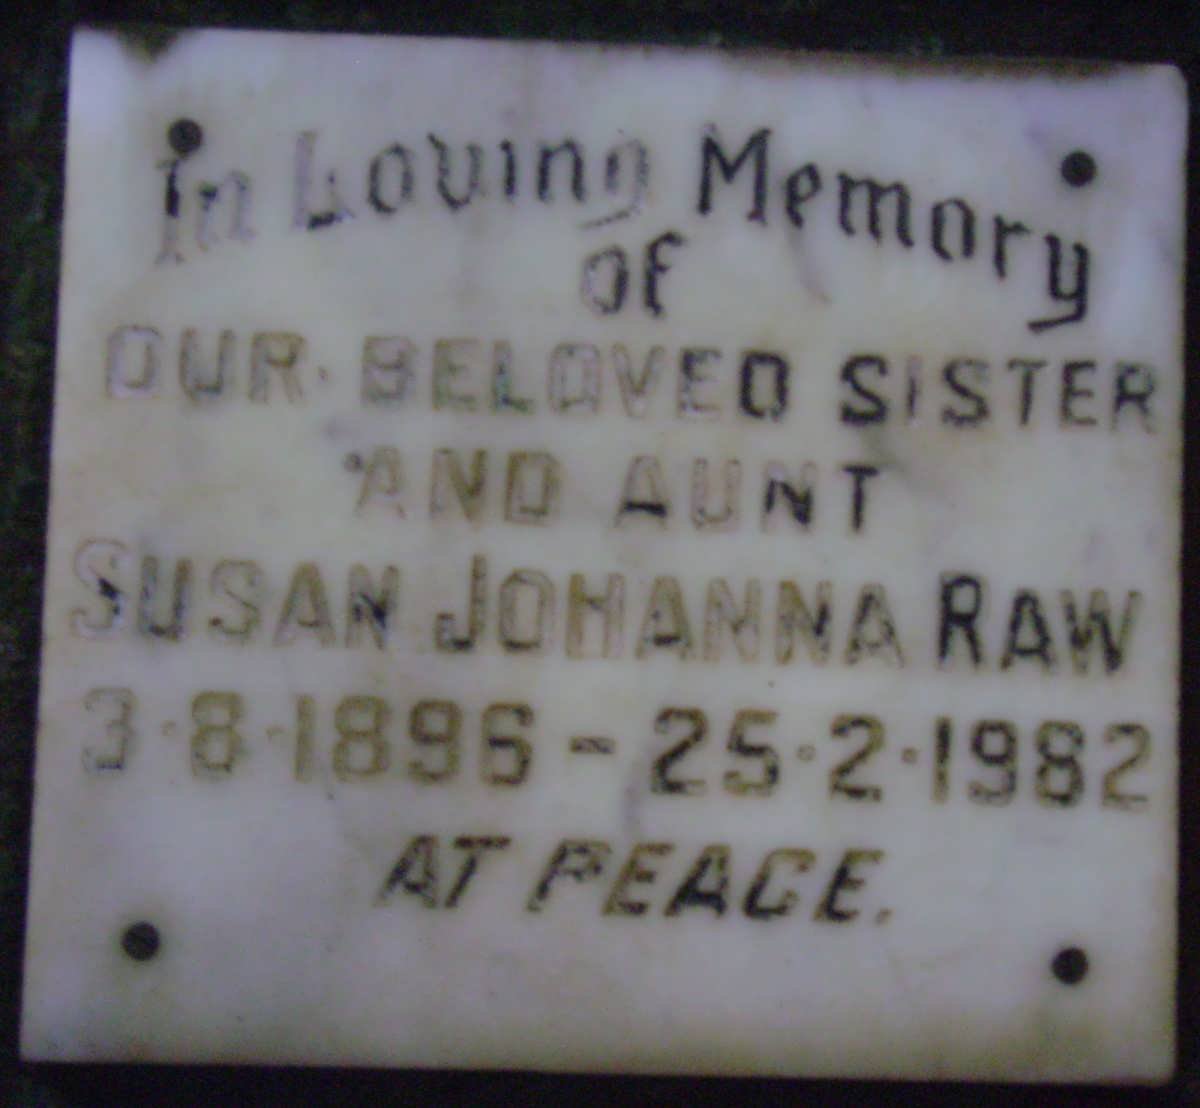 In Loving Memory
of
OUR BELOVED SISTER
AND AUNT
SUSAN JOHANNA RAW
3·8·1896 – 25·2·1982
AT PEACE.